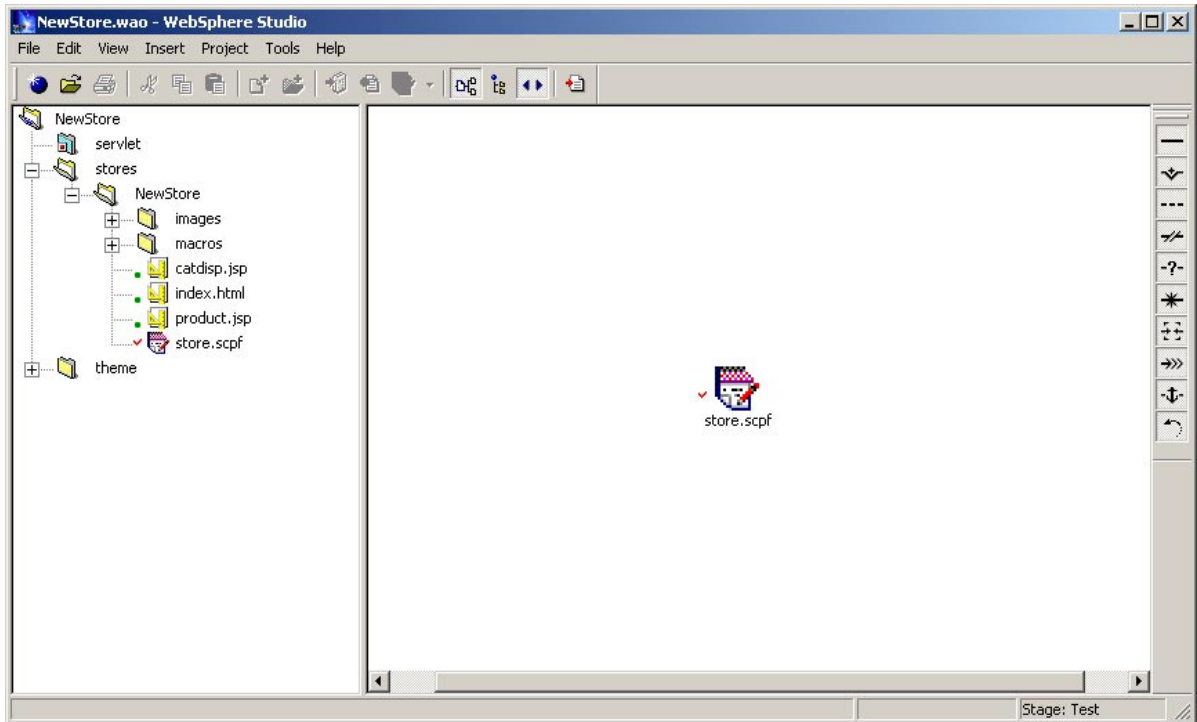 NewStore.wao - WebSphere Studio
File Edit View Insert Project Tools Help
NewStore
servlet
stores
NewStore
images
macros
catdisp.jsp
index.html
product.jsp
store.scpf
theme
store.scpf
-?-
Stage: Test